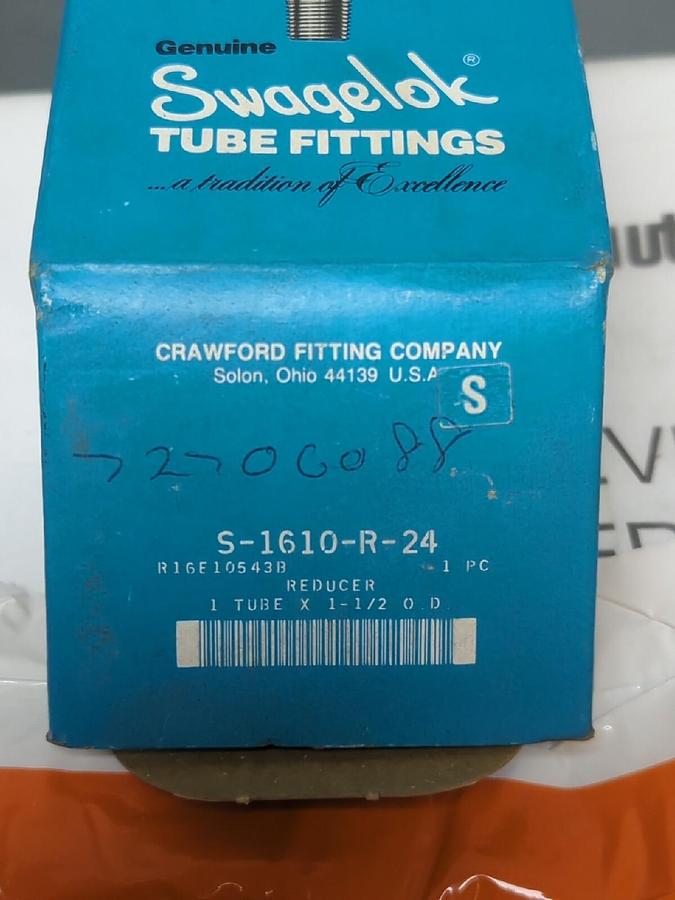 Genuine
Swagelok®
TUBE FITTINGS
...a tradition of Excellence
CRAWFORD FITTING COMPANY
Solon, Ohio 44139 U.S.A.
S
72706088
S-1610-R-24
R16E10543B 1 PC
REDUCER
1 TUBE X 1-1/2 O.D.